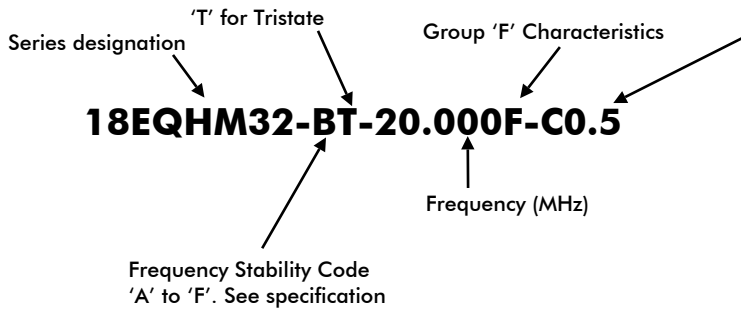 ‘T’ for Tristate
Series designation
Group ‘F’ Characteristics
18EQHM32-BT-20.000F-C0.5
Frequency (MHz)
Frequency Stability Code
‘A’ to ‘F’. See specification